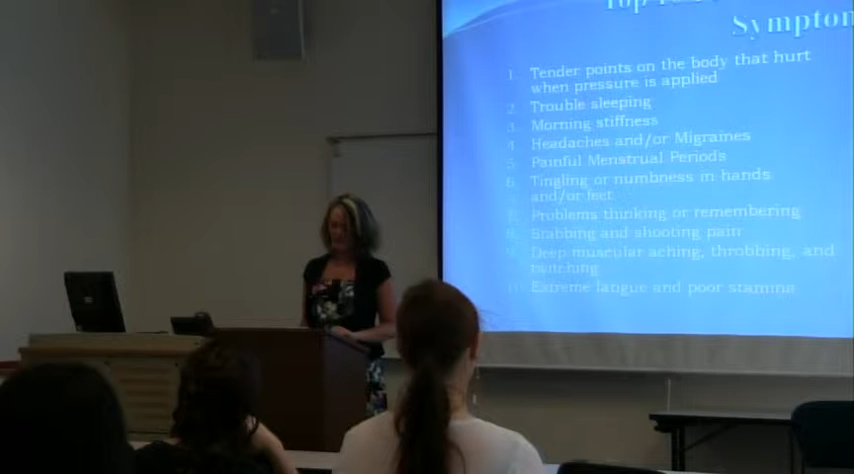 Top
Symptom
1. Tender points on the body that hurt
when pressure is applied
2. Trouble sleeping
3. Morning stiffness
4. Headaches and/or Migraines
5. Painful Menstrual Periods
6. Tingling or numbness in hands
and/or feet
7. Problems thinking or remembering
8. Stabbing and shooting pain
9. Deep muscular aching, throbbing, and
twitching
10. Extreme fatigue and poor stamina